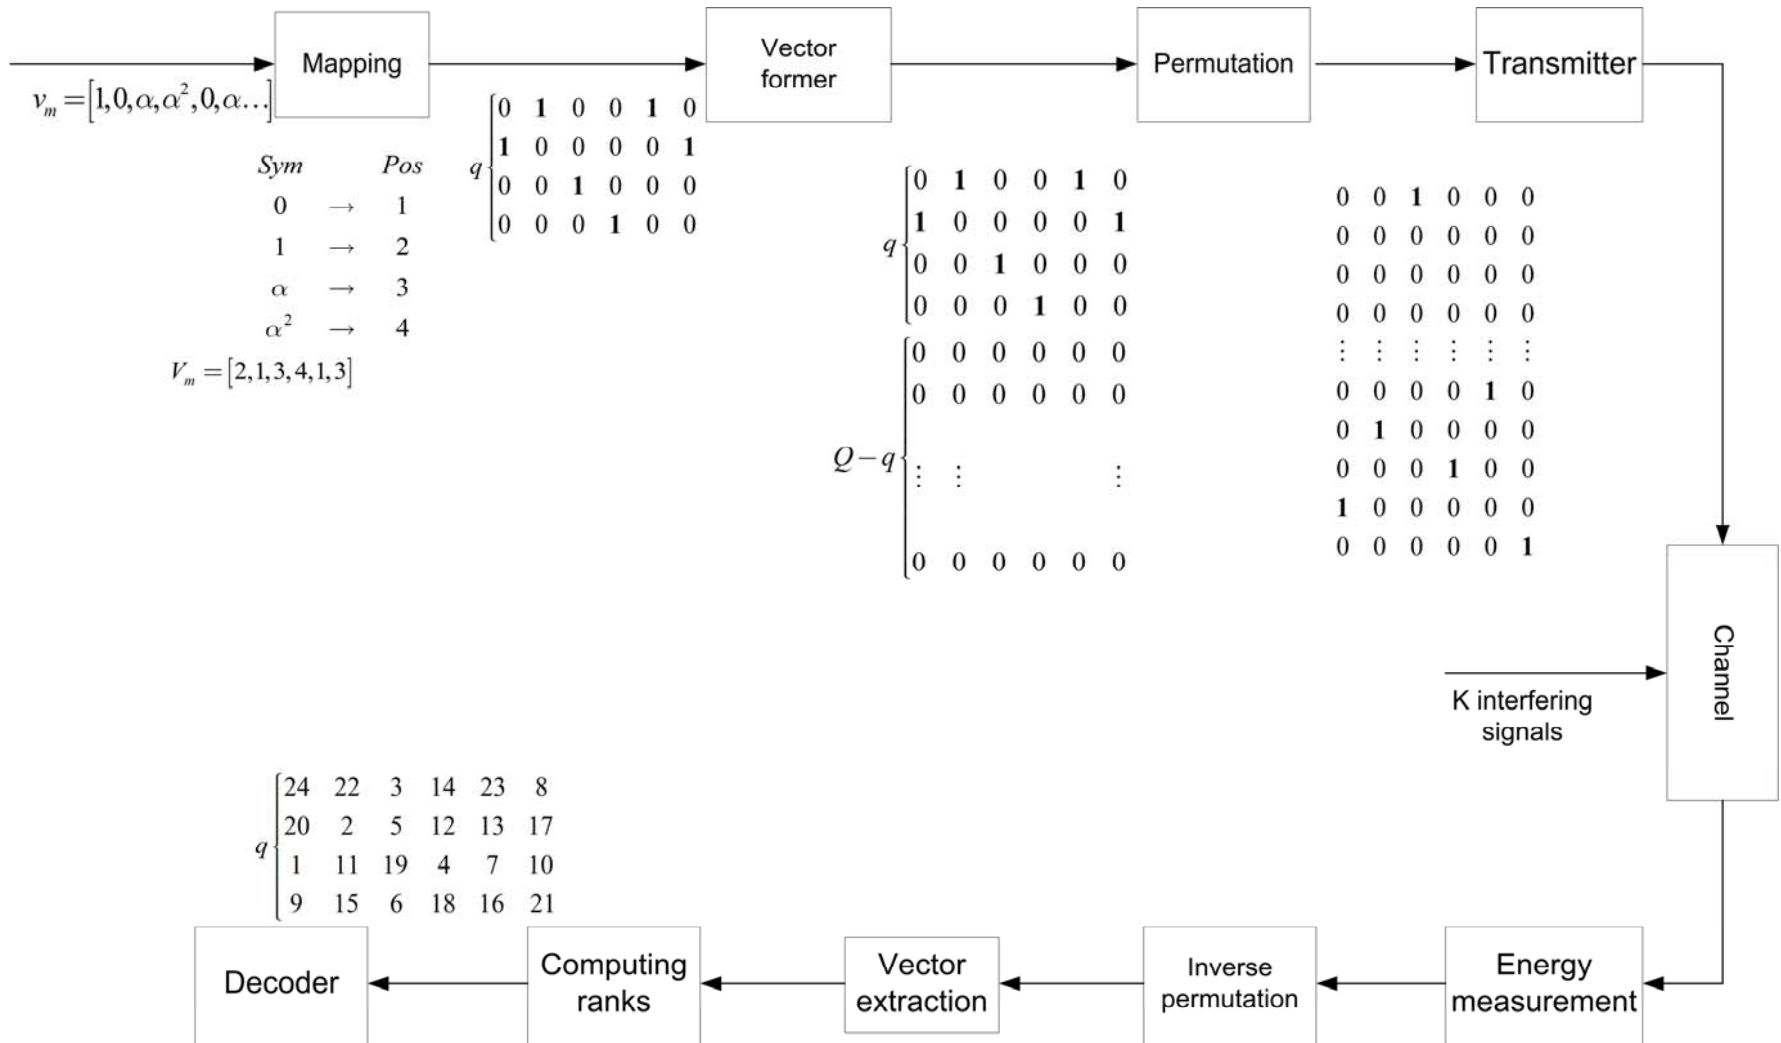 Mapping
Vector
former
Permutation
Transmitter
v_m = [1,0,α,α²,0,α...]
Sym Pos
0 → 1
1 → 2
α → 3
α² → 4
V_m = [2,1,3,4,1,3]
q
0 1 0 0 1 0
1 0 0 0 0 1
0 0 1 0 0 0
0 0 0 1 0 0
q
0 1 0 0 1 0
1 0 0 0 0 1
0 0 1 0 0 0
0 0 0 1 0 0
Q−q
0 0 0 0 0 0
0 0 0 0 0 0
⋮ ⋮ ⋮
0 0 0 0 0 0
0 0 1 0 0 0
0 0 0 0 0 0
0 0 0 0 0 0
0 0 0 0 0 0
⋮ ⋮ ⋮ ⋮ ⋮ ⋮
0 0 0 0 1 0
0 1 0 0 0 0
0 0 0 1 0 0
1 0 0 0 0 0
0 0 0 0 0 1
Channel
K interfering
signals
q
24 22 3 14 23 8
20 2 5 12 13 17
1 11 19 4 7 10
9 15 6 18 16 21
Decoder
Computing
ranks
Vector
extraction
Inverse
permutation
Energy
measurement